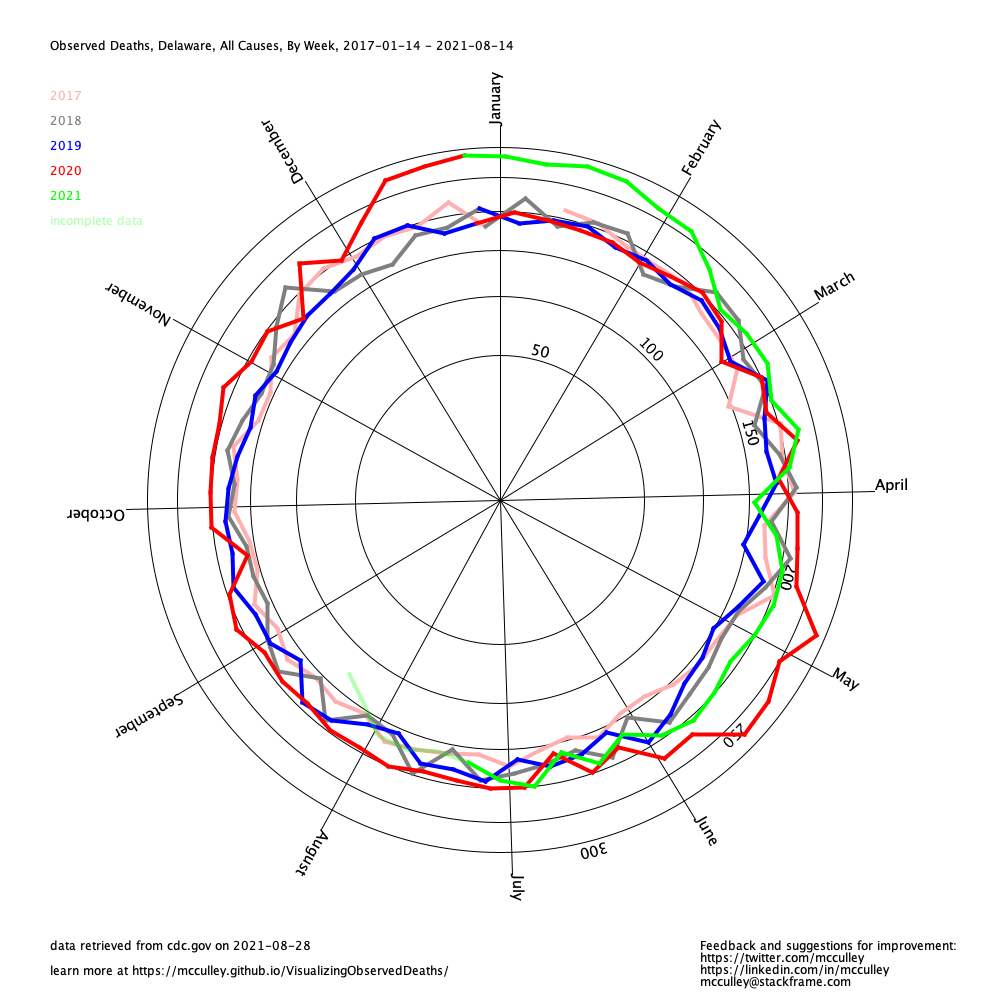 Observed Deaths, Delaware, All Causes, By Week, 2017-01-14 - 2021-08-14
2017
2018
2019
2020
2021
incomplete data
January
February
March
April
May
June
July
August
September
October
November
December
50
100
150
200
250
300
data retrieved from cdc.gov on 2021-08-28
learn more at https://mcculley.github.io/VisualizingObservedDeaths/
Feedback and suggestions for improvement:
https://twitter.com/mcculley
https://linkedin.com/in/mcculley
mcculley@stackframe.com